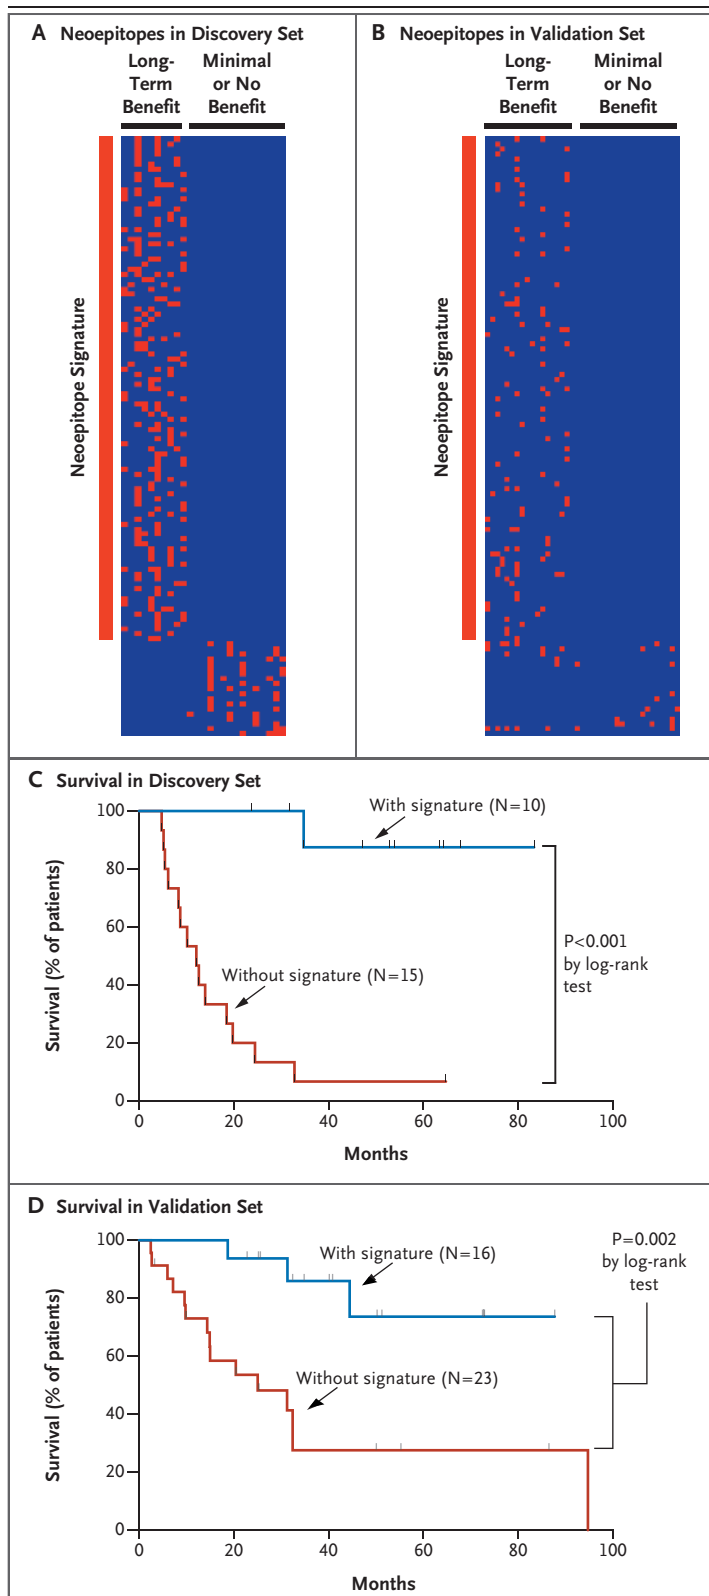 A Neoepitopes in Discovery Set
Long-
Term
Benefit
Minimal
or No
Benefit
Neoepitope Signature
B Neoepitopes in Validation Set
Long-
Term
Benefit
Minimal
or No
Benefit
Neoepitope Signature
C Survival in Discovery Set
100
80
60
40
20
0
Survival (% of patients)
With signature (N=10)
Without signature (N=15)
P<0.001
by log-rank
test
0 20 40 60 80 100
Months
D Survival in Validation Set
100
80
60
40
20
0
Survival (% of patients)
With signature (N=16)
Without signature (N=23)
P=0.002
by log-rank
test
0 20 40 60 80 100
Months